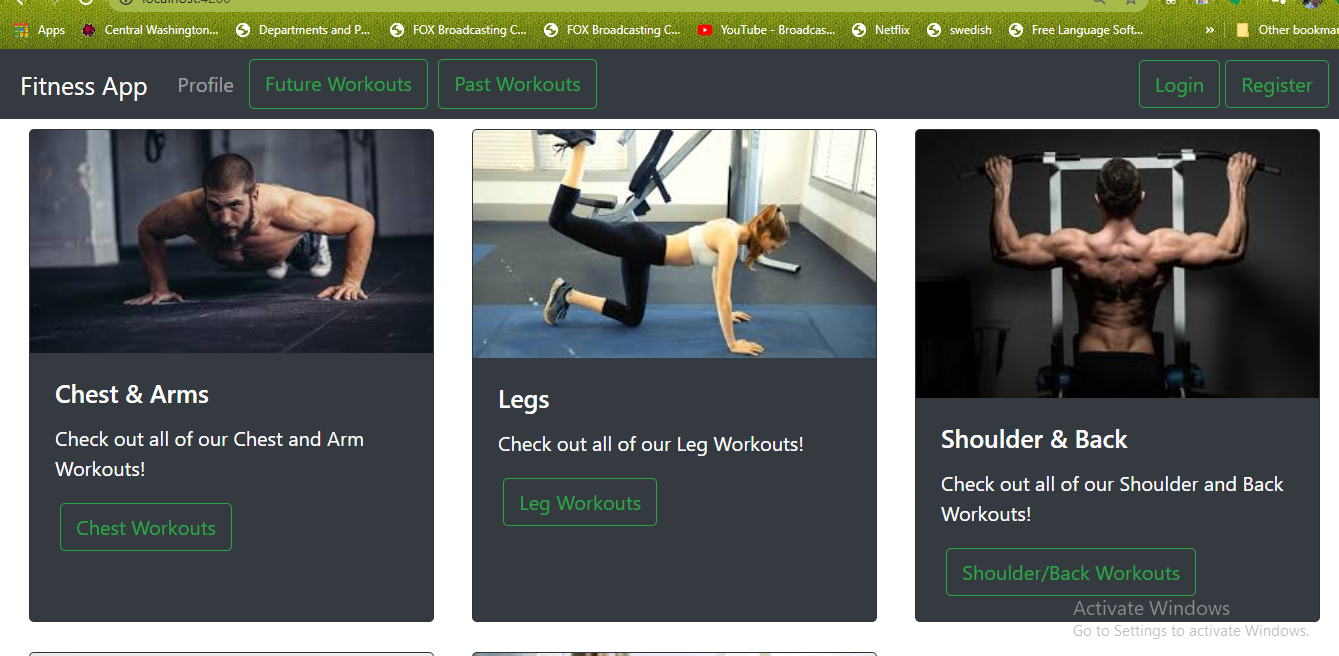 Apps Central Washington... Departments and P... FOX Broadcasting C... FOX Broadcasting C... YouTube - Broadcas... Netflix swedish Free Language Soft... » Other bookmar
Fitness App Profile Future Workouts Past Workouts Login Register
Chest & Arms
Check out all of our Chest and Arm
Workouts!
Chest Workouts
Legs
Check out all of our Leg Workouts!
Leg Workouts
Shoulder & Back
Check out all of our Shoulder and Back
Workouts!
Shoulder/Back Workouts
Activate Windows
Go to Settings to activate Windows.